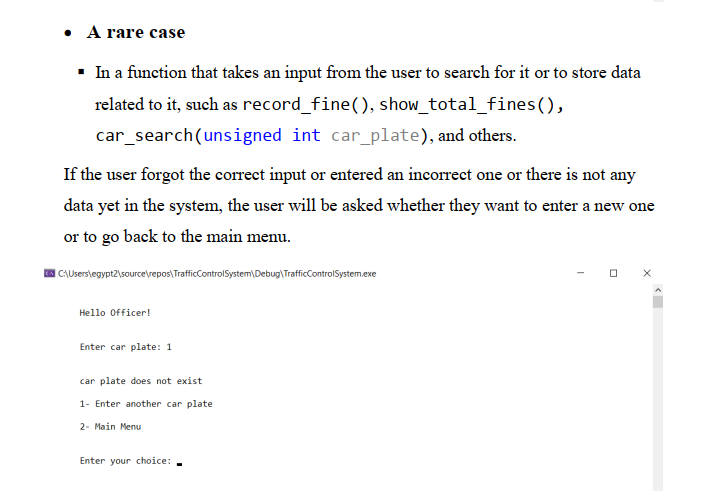 • A rare case
▪ In a function that takes an input from the user to search for it or to store data
related to it, such as record_fine(), show_total_fines(),
car_search(unsigned int car_plate), and others.
If the user forgot the correct input or entered an incorrect one or there is not any
data yet in the system, the user will be asked whether they want to enter a new one
or to go back to the main menu.
C:\Users\egypt2\source\repos\TrafficControlSystem\Debug\TrafficControlSystem.exe
Hello Officer!
Enter car plate: 1
car plate does not exist
1- Enter another car plate
2- Main Menu
Enter your choice: